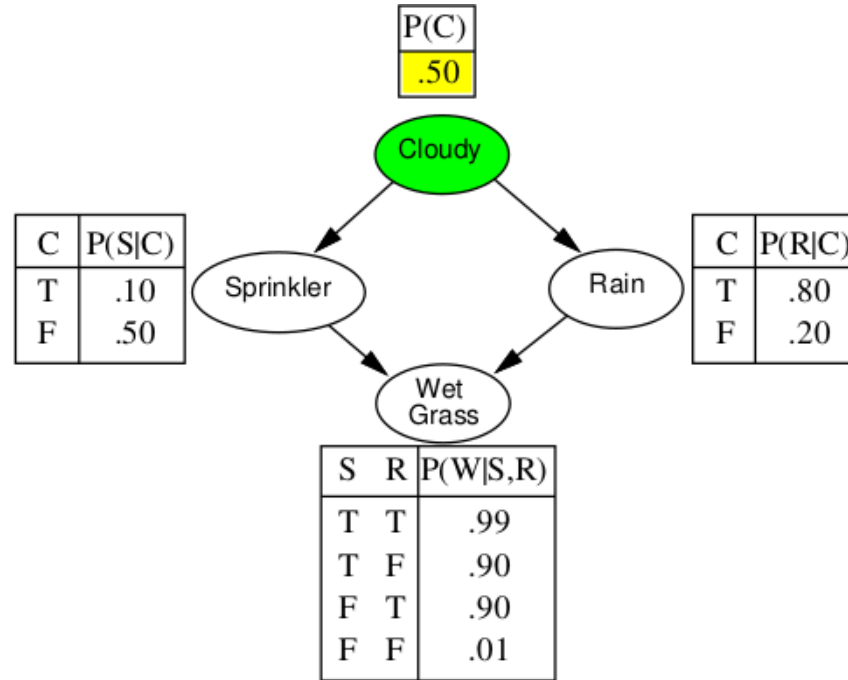 P(C)
.50
Cloudy
C P(S|C)
T .10
F .50
Sprinkler
Rain
C P(R|C)
T .80
F .20
Wet
Grass
S R P(W|S,R)
T T .99
T F .90
F T .90
F F .01